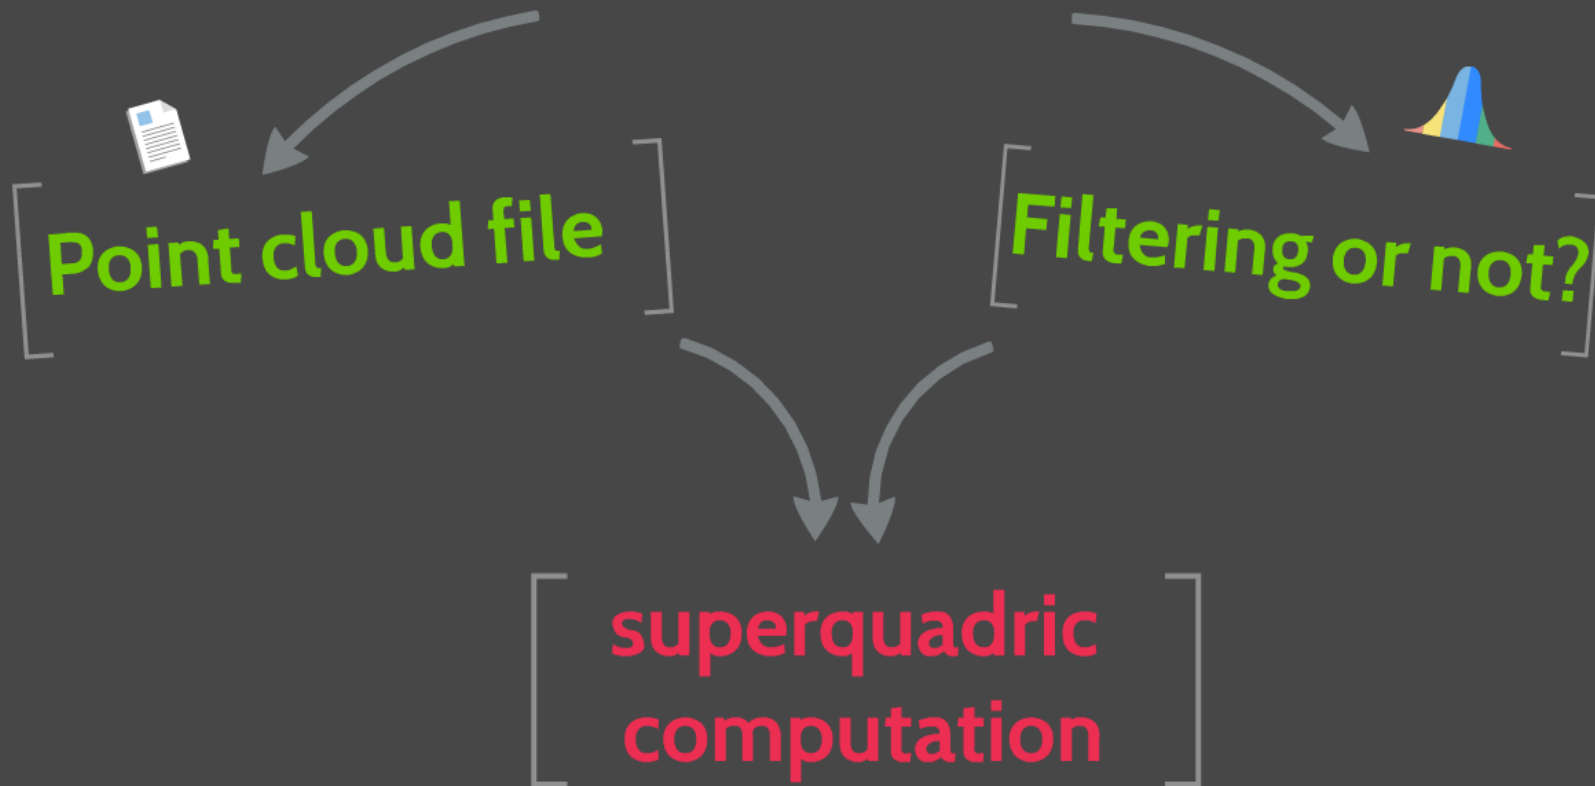 Point cloud file
Filtering or not?
superquadric
computation